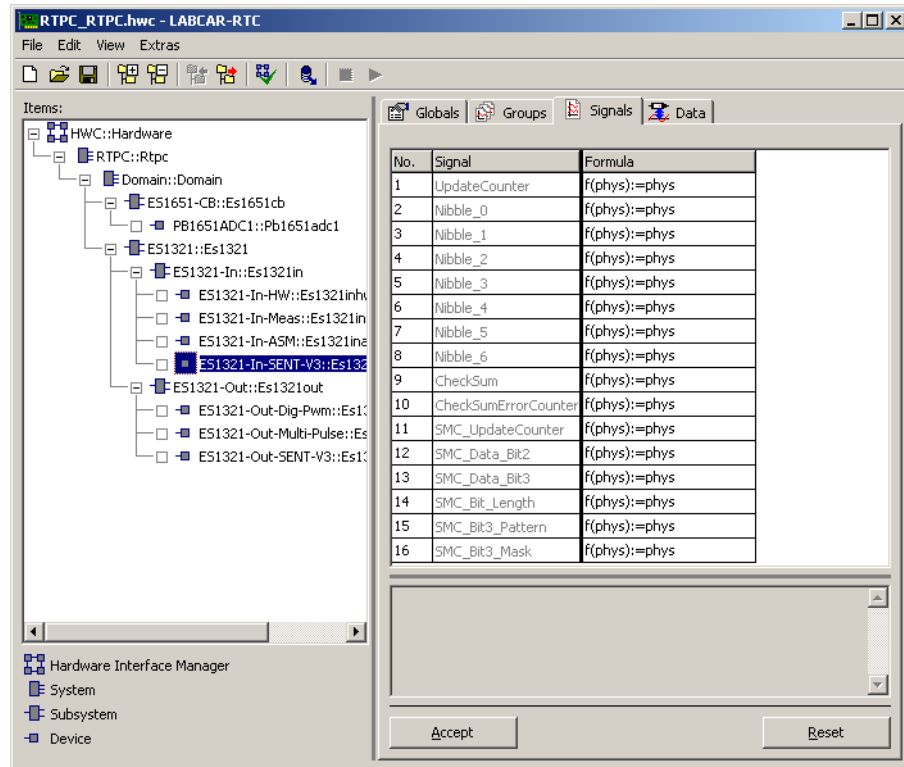 RTPC_RTPC.hwc - LABCAR-RTC
File Edit View Extras
Items:
HWC::Hardware
RTPC::Rtpc
Domain::Domain
ES1651-CB::Es1651cb
PB1651ADC1::Pb1651adc1
ES1321::Es1321
ES1321-In::Es1321in
ES1321-In-HW::Es1321inhw
ES1321-In-Meas::Es1321in
ES1321-In-ASM::Es1321ina
ES1321-In-SENT-V3::Es132
ES1321-Out::Es1321out
ES1321-Out-Dig-Pwm::Es13
ES1321-Out-Multi-Pulse::Es
ES1321-Out-SENT-V3::Es13
Hardware Interface Manager
System
Subsystem
Device
Globals Groups Signals Data
No. Signal Formula
1 UpdateCounter f(phys):=phys
2 Nibble_0 f(phys):=phys
3 Nibble_1 f(phys):=phys
4 Nibble_2 f(phys):=phys
5 Nibble_3 f(phys):=phys
6 Nibble_4 f(phys):=phys
7 Nibble_5 f(phys):=phys
8 Nibble_6 f(phys):=phys
9 CheckSum f(phys):=phys
10 CheckSumErrorCounter f(phys):=phys
11 SMC_UpdateCounter f(phys):=phys
12 SMC_Data_Bit2 f(phys):=phys
13 SMC_Data_Bit3 f(phys):=phys
14 SMC_Bit_Length f(phys):=phys
15 SMC_Bit3_Pattern f(phys):=phys
16 SMC_Bit3_Mask f(phys):=phys
Accept Reset